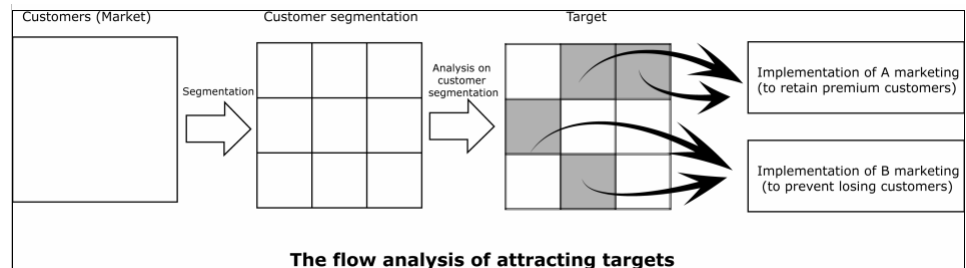 Customers (Market)
Customer segmentation
Target
Segmentation
Analysis on
customer
segmentation
Implementation of A marketing
(to retain premium customers)
Implementation of B marketing
(to prevent losing customers)
The flow analysis of attracting targets